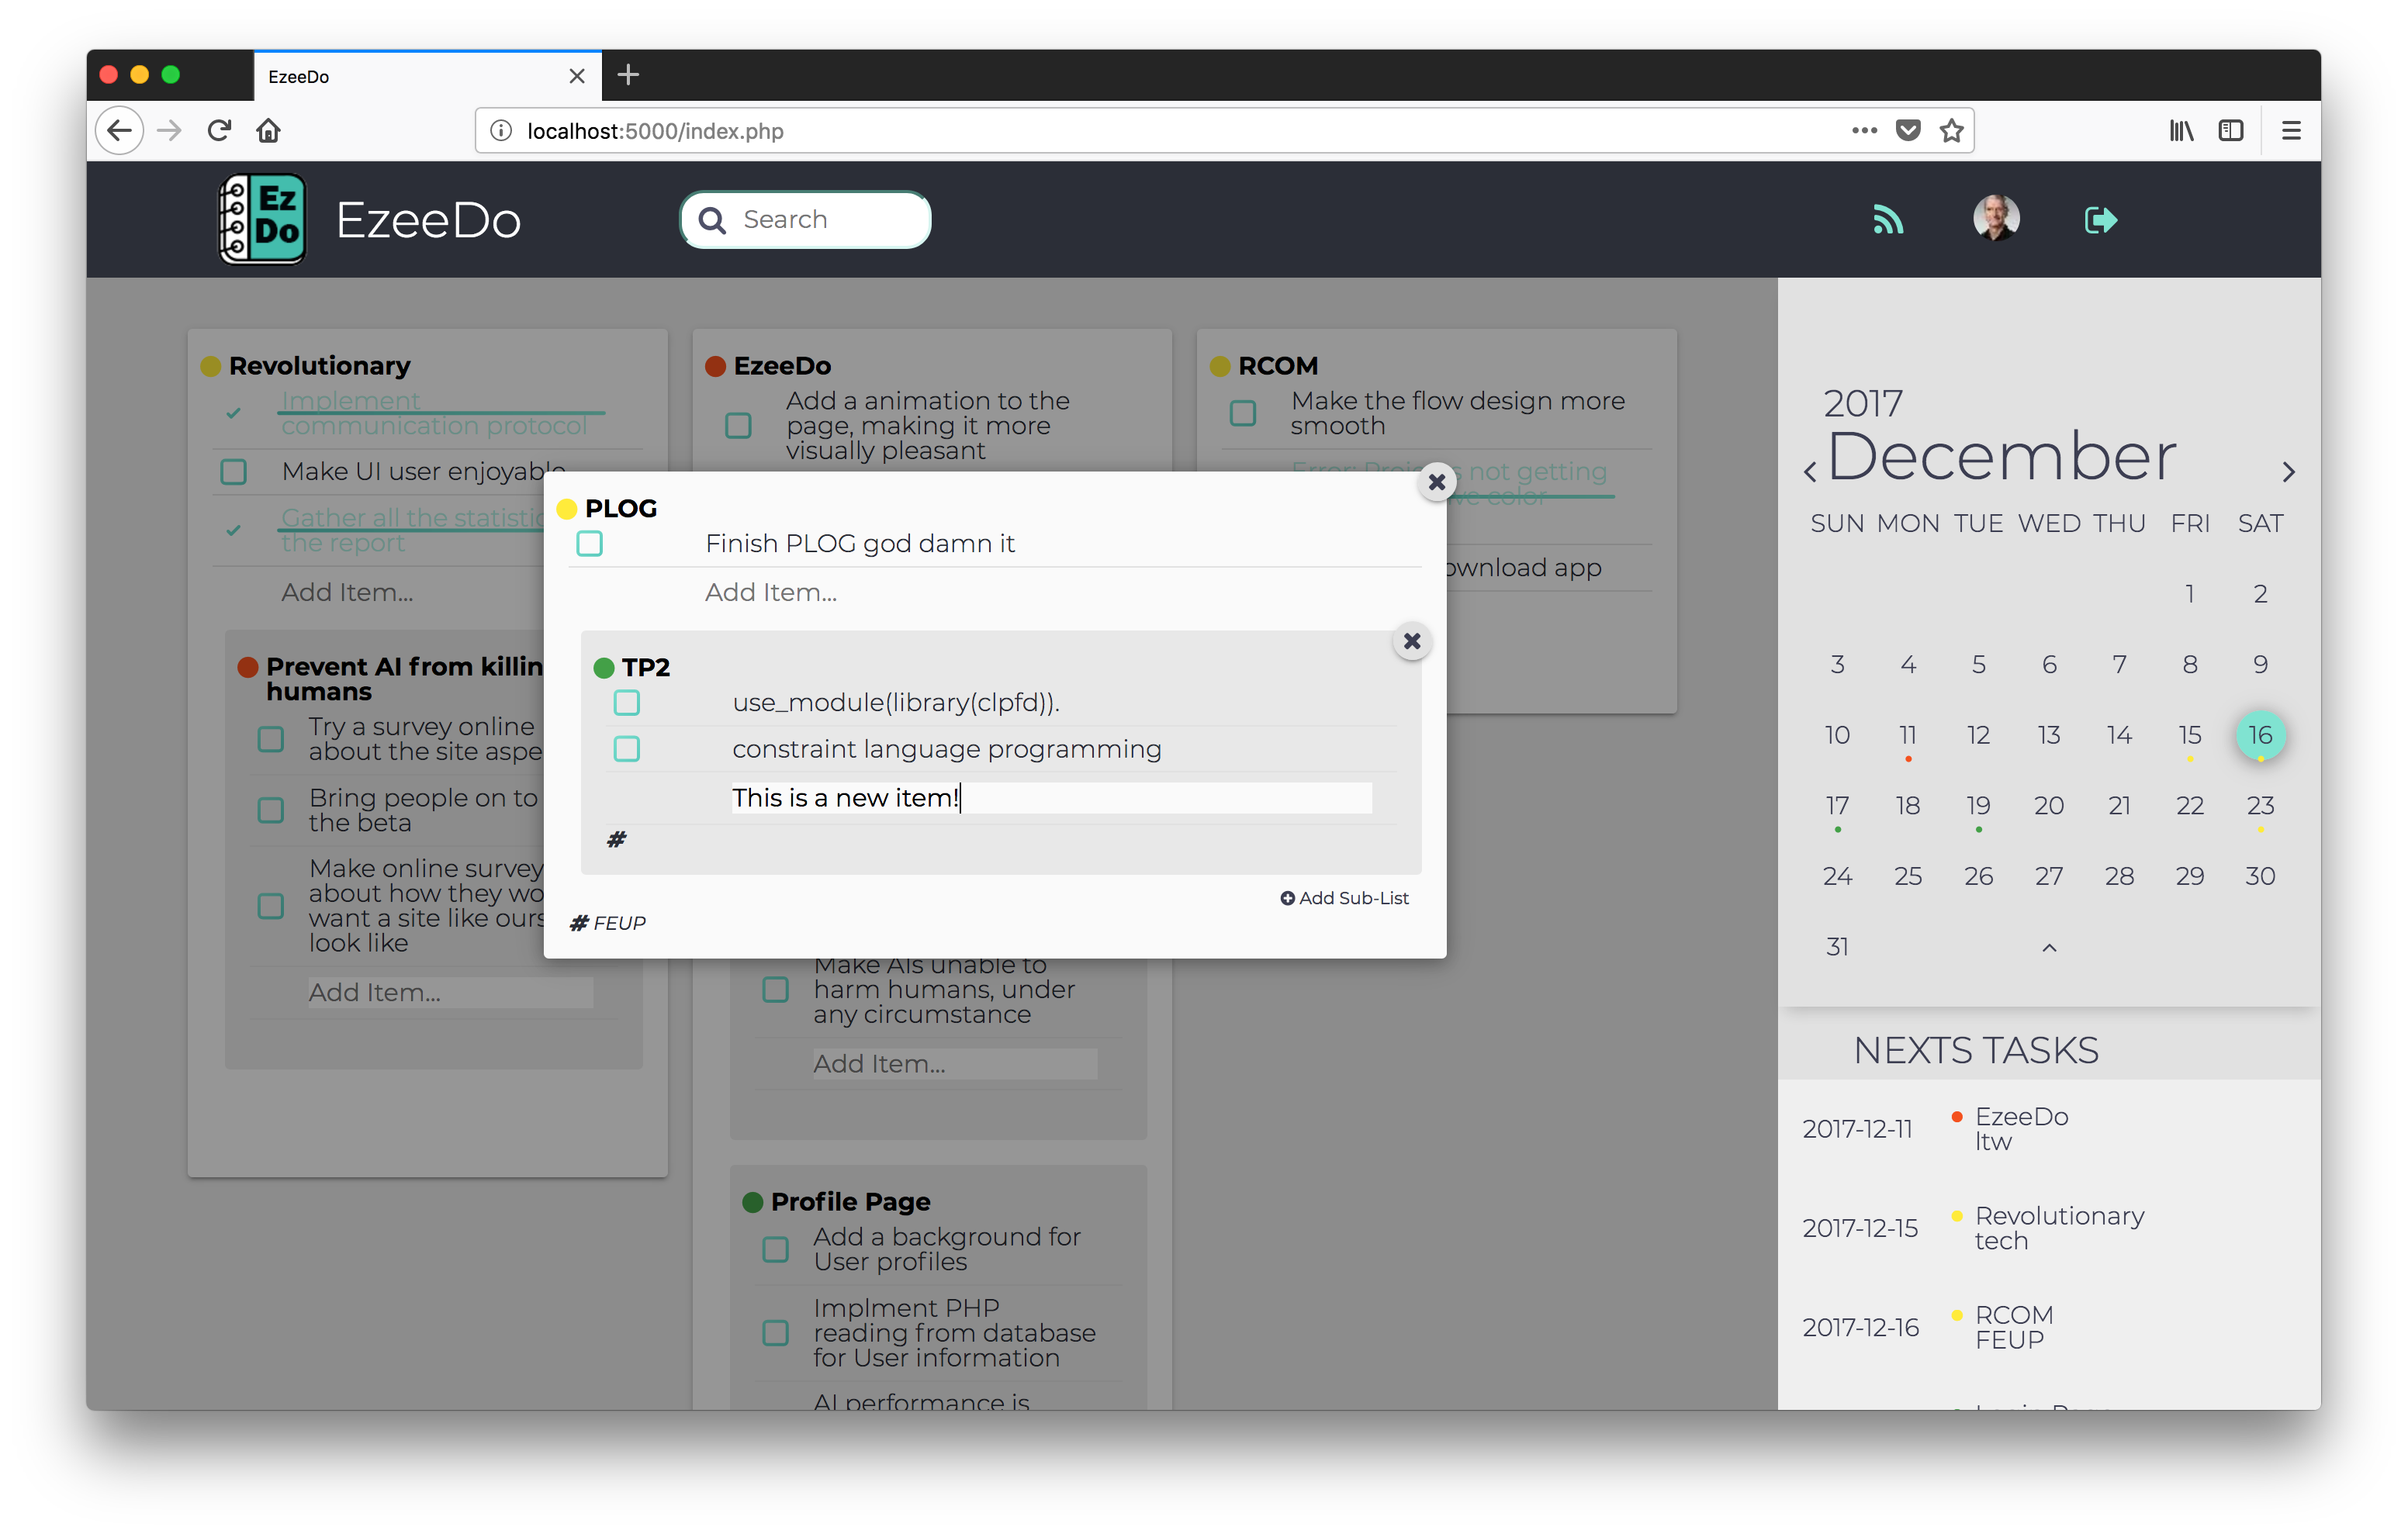 EzeeDo
localhost:5000/index.php
Ez
Do
EzeeDo
Search
Revolutionary
Implement
communication protocol
Make UI user enjoyable
Gather all the statistic
the report
Add Item...
Prevent AI from killin
humans
Try a survey online
about the site aspe
Bring people on to
the beta
Make online survey
about how they wo
want a site like ours
look like
Add Item...
EzeeDo
Add a animation to the
page, making it more
visually pleasant
Make AIs unable to
harm humans, under
any circumstance
Add Item...
Profile Page
Add a background for
User profiles
Implment PHP
reading from database
for User information
AI performance is
RCOM
Make the flow design more
smooth
Error: Proj s not getting
ve color
ownload app
PLOG
Finish PLOG god damn it
Add Item...
TP2
use_module(library(clpfd)).
constraint language programming
This is a new item!
#
Add Sub-List
# FEUP
2017
December
SUN MON TUE WED THU FRI SAT
1 2
3 4 5 6 7 8 9
10 11 12 13 14 15 16
17 18 19 20 21 22 23
24 25 26 27 28 29 30
31
NEXTS TASKS
2017-12-11 EzeeDo
ltw
2017-12-15 Revolutionary
tech
2017-12-16 RCOM
FEUP